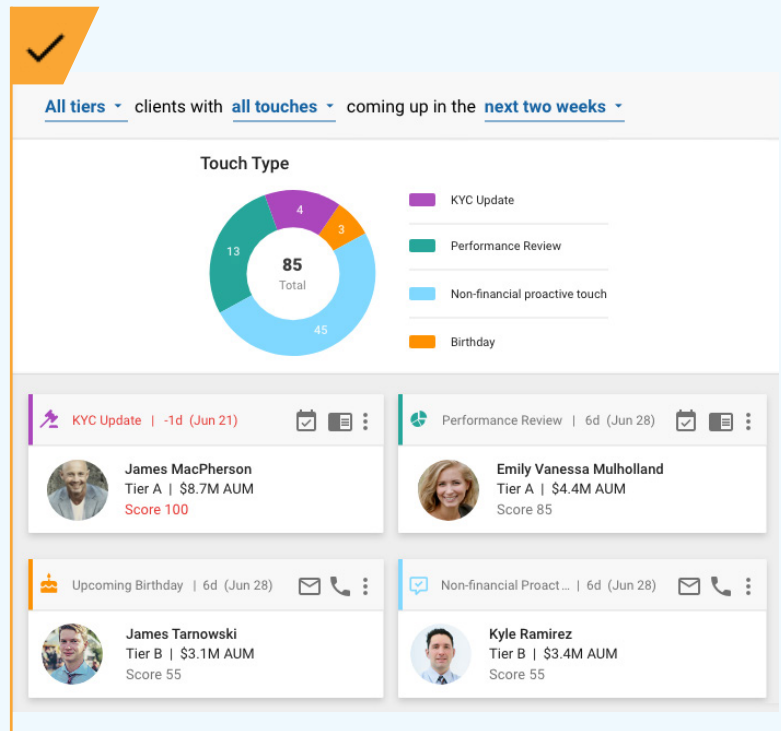 All tiers clients with all touches coming up in the next two weeks
Touch Type
4
3
13
85
Total
45
KYC Update
Performance Review
Non-financial proactive touch
Birthday
KYC Update | -1d (Jun 21)
James MacPherson
Tier A | $8.7M AUM
Score 100
Performance Review | 6d (Jun 28)
Emily Vanessa Mulholland
Tier A | $4.4M AUM
Score 85
Upcoming Birthday | 6d (Jun 28)
James Tarnowski
Tier B | $3.1M AUM
Score 55
Non-financial Proact... | 6d (Jun 28)
Kyle Ramirez
Tier B | $3.4M AUM
Score 55